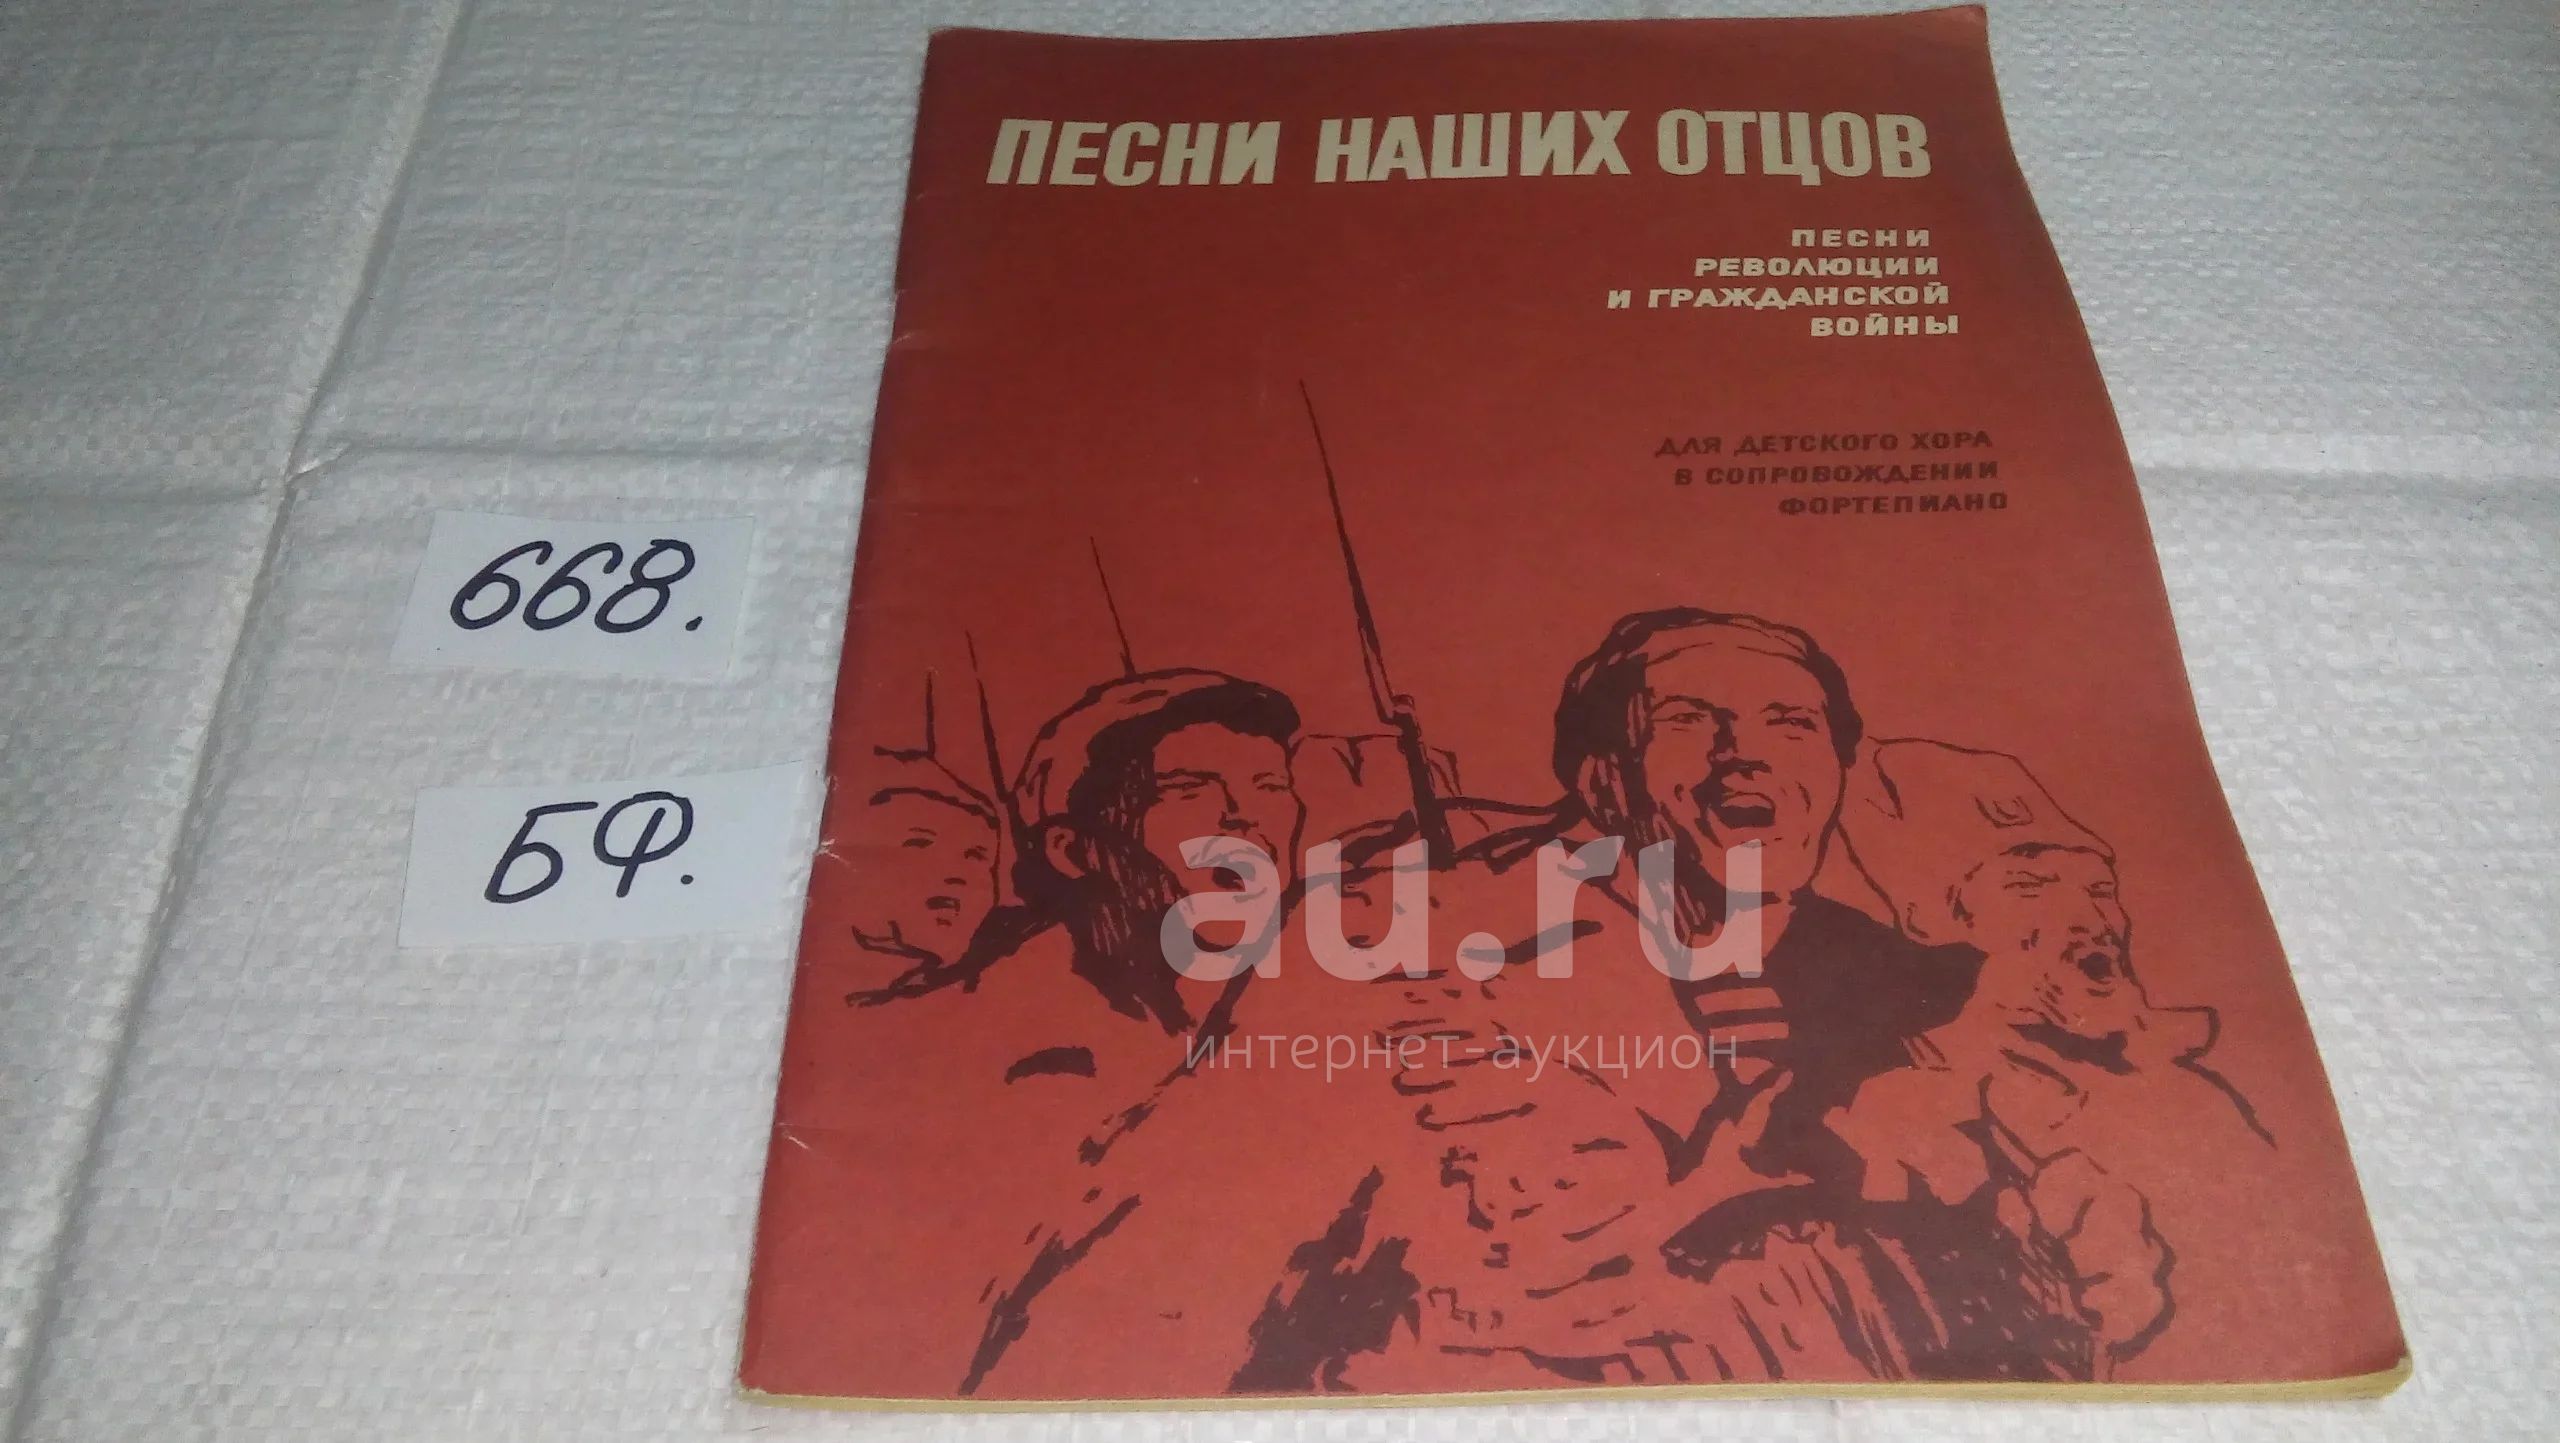 ПЕСНИ НАШИХ ОТЦОВ
ПЕСНИ
РЕВОЛЮЦИИ
И ГРАЖДАНСКОЙ
ВОЙНЫ
ДЛЯ ДЕТСКОГО ХОРА
В СОПРОВОЖДЕНИИ
ФОРТЕПИАНО
668.
БФ.
au.ru
интернет-аукцион